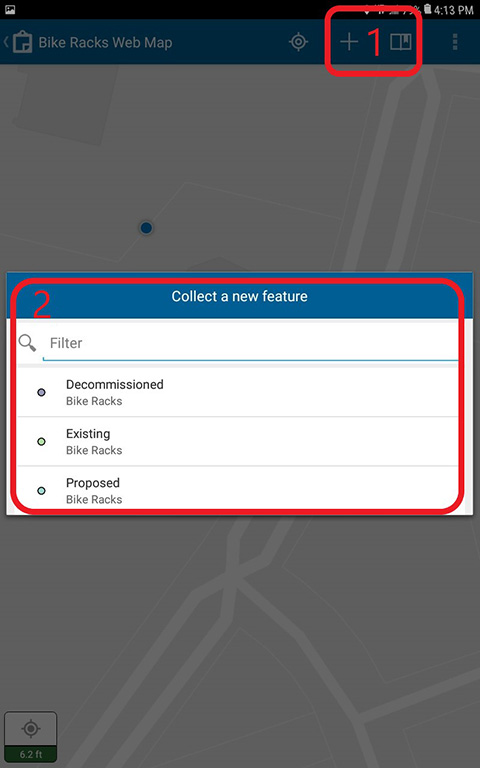 4:13 PM
Bike Racks Web Map
1
2
Collect a new feature
Filter
Decommissioned
Bike Racks
Existing
Bike Racks
Proposed
Bike Racks
6.2 ft